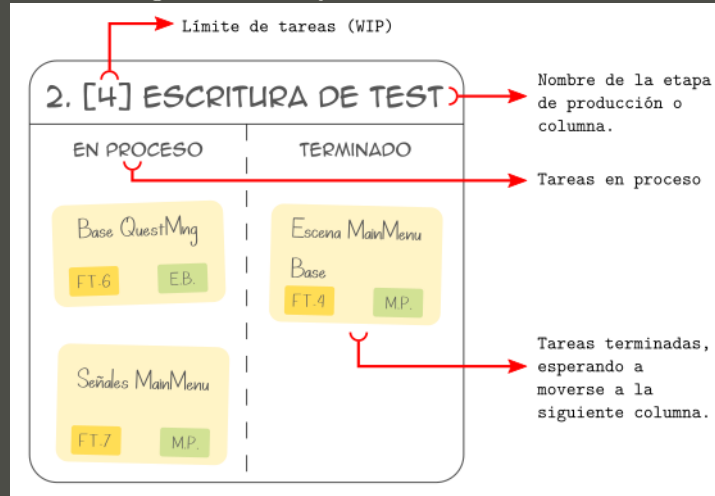 Límite de tareas (WIP)
2. [4] ESCRITURA DE TEST
Nombre de la etapa
de producción o
columna.
EN PROCESO
TERMINADO
Tareas en proceso
Base QuestMng
FT.6
E.B.
Escena MainMenu
Base
FT.4
M.P.
Señales MainMenu
FT.7
M.P.
Tareas terminadas,
esperando a
moverse a la
siguiente columna.